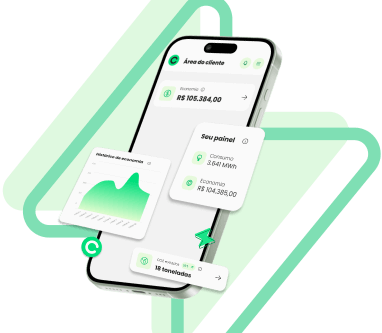 Área do cliente
Economia
R$ 105.384,00
Seu painel
Consumo
3.641 MWh
Economia
R$ 104.385,00
Histórico de economia
18 toneladas